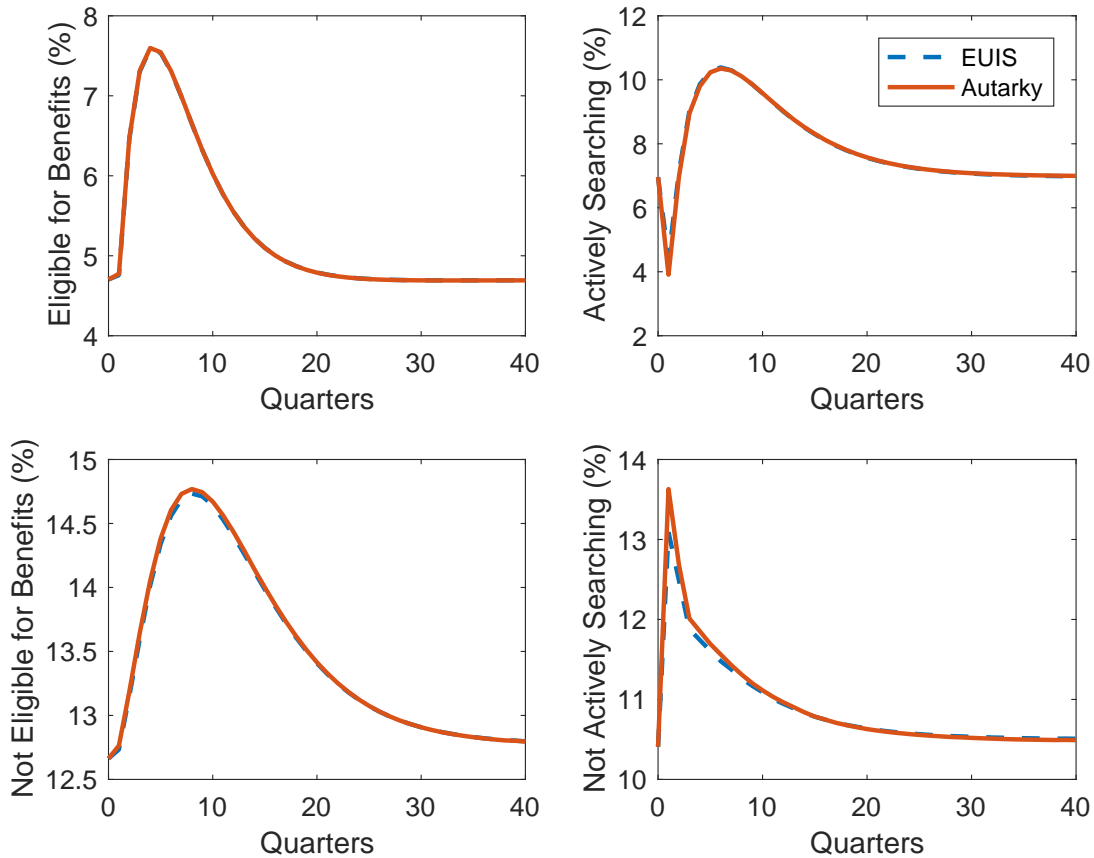 Eligible for Benefits (%)
8
7
6
5
4
0 10 20 30 40
Quarters
Actively Searching (%)
12
10
8
6
4
2
0 10 20 30 40
Quarters
EUIS
Autarky
Not Eligible for Benefits (%)
15
14.5
14
13.5
13
12.5
0 10 20 30 40
Quarters
Not Actively Searching (%)
14
13
12
11
10
0 10 20 30 40
Quarters